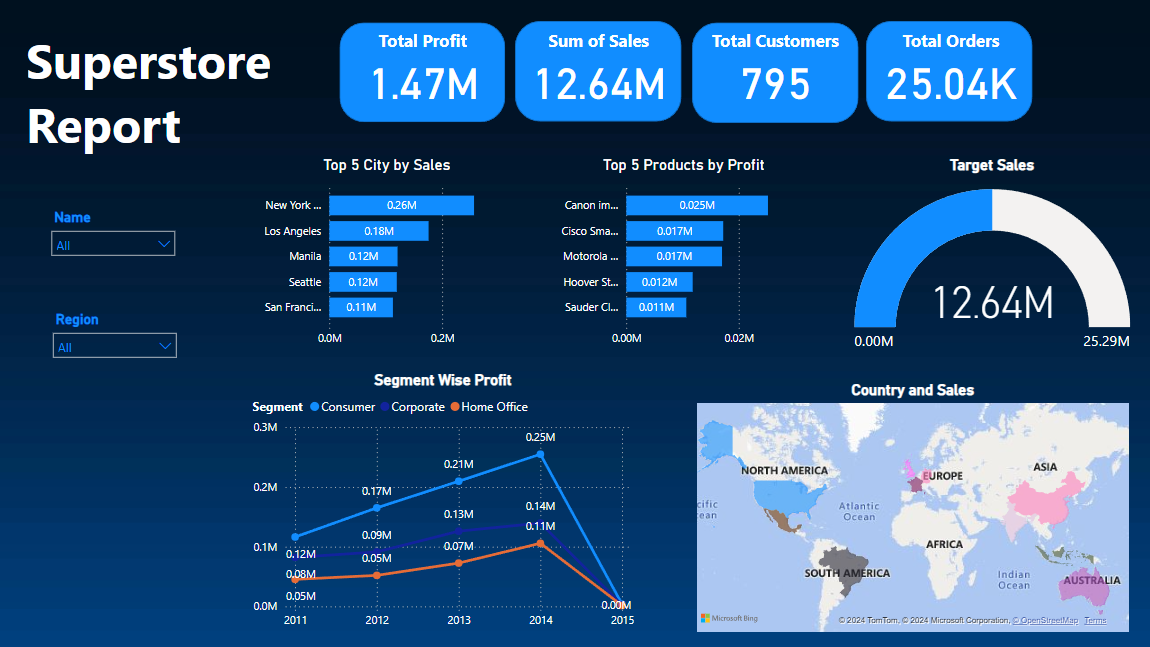 Superstore
Report
Total Profit
1.47M
Sum of Sales
12.64M
Total Customers
795
Total Orders
25.04K
Name
All
Region
All
Top 5 City by Sales
New York ...
0.26M
Los Angeles
0.18M
Manila
0.12M
Seattle
0.12M
San Franci...
0.11M
0.0M
0.2M
Top 5 Products by Profit
Canon im...
0.025M
Cisco Sma...
0.017M
Motorola ...
0.017M
Hoover St...
0.012M
Sauder Cl...
0.011M
0.00M
0.02M
Target Sales
12.64M
0.00M
25.29M
Segment Wise Profit
Segment Consumer Corporate Home Office
0.3M
0.2M
0.1M
0.0M
0.12M
0.17M
0.21M
0.25M
0.08M
0.09M
0.13M
0.14M
0.05M
0.05M
0.07M
0.11M
0.00M
2011
2012
2013
2014
2015
Country and Sales
NORTH AMERICA
EUROPE
ASIA
cific
ean
Atlantic
Ocean
AFRICA
SOUTH AMERICA
Indian
Ocean
AUSTRALIA
Microsoft Bing
© 2024 TomTom, © 2024 Microsoft Corporation, © OpenStreetMap Terms